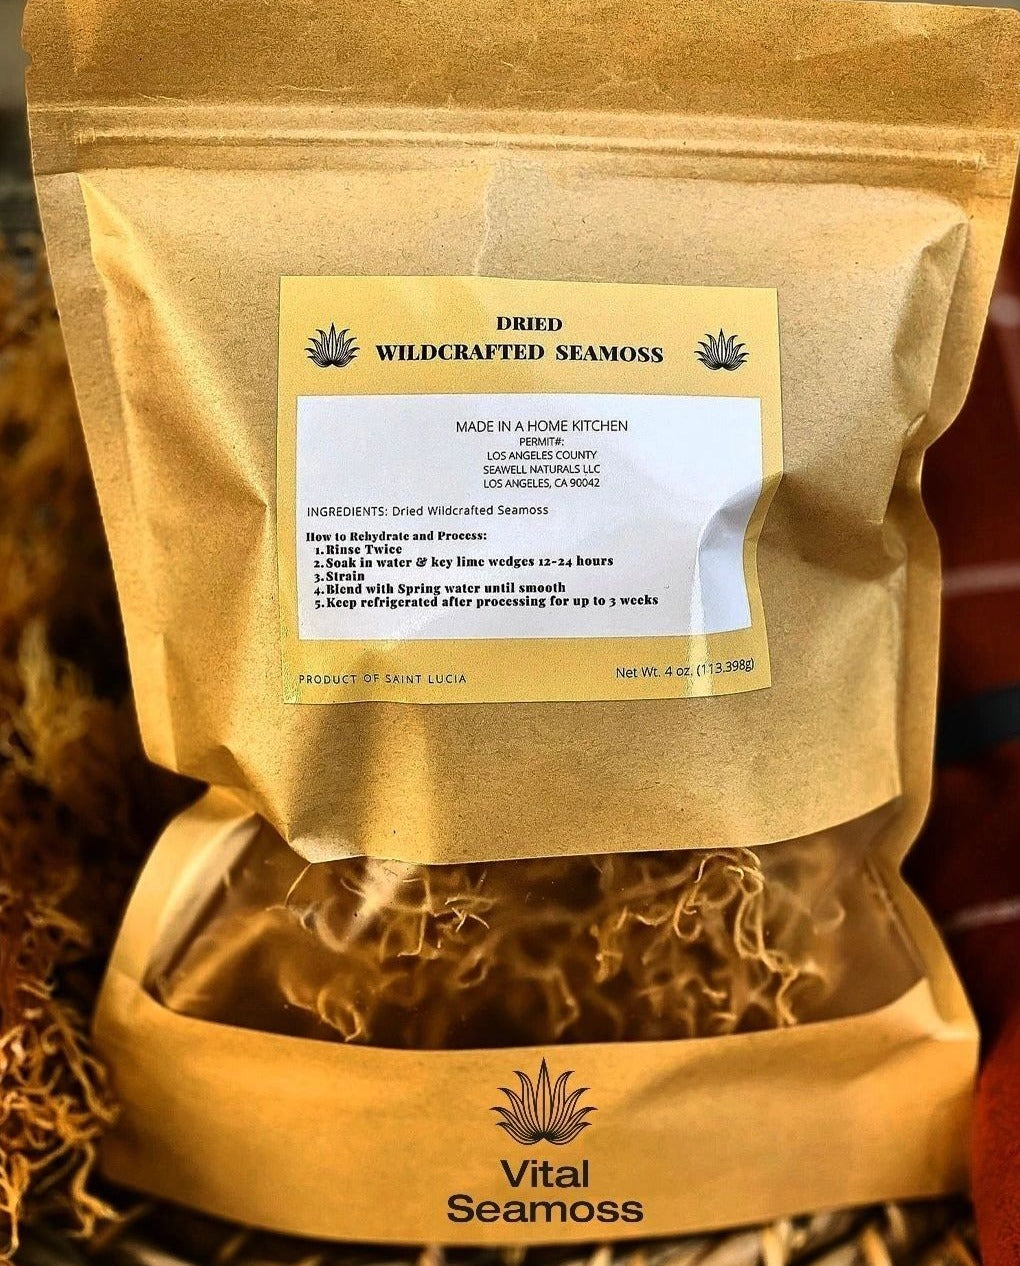 DRIED
WILDCRAFTED SEAMOSS
MADE IN A HOME KITCHEN
PERMIT#:
LOS ANGELES COUNTY
SEAWELL NATURALS LLC
LOS ANGELES, CA 90042
INGREDIENTS: Dried Wildcrafted Seamoss
How to Rehydrate and Process:
1. Rinse Twice
2. Soak in water & key lime wedges 12-24 hours
3. Strain
4. Blend with Spring water until smooth
5. Keep refrigerated after processing for up to 3 weeks
PRODUCT OF SAINT LUCIA
Net Wt. 4 oz. (113.398g)
Vital
Seamoss